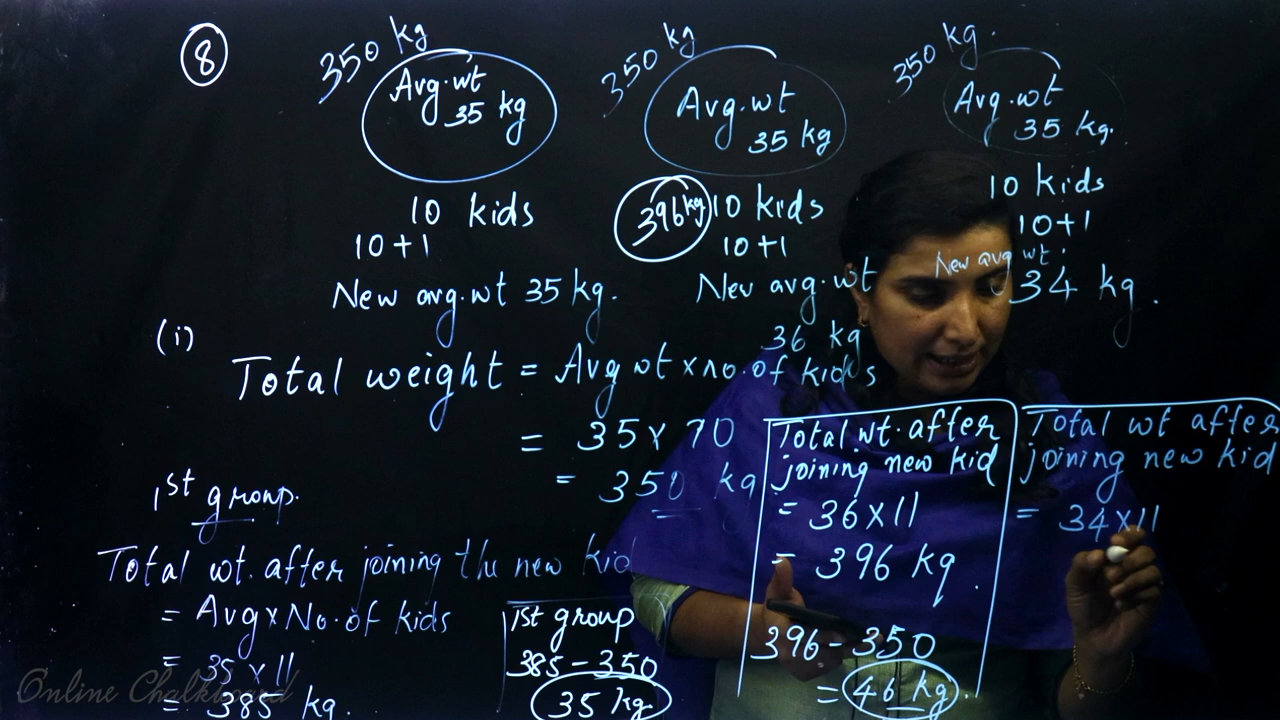 8
350 kg
Avg.wt
35 kg
10 kids
10+1
New avg.wt 35 kg.
350 kg
Avg.wt
35 kg
396 kg
10 kids
10+1
New avg.wt
36 kg
350 kg.
Avg.wt
35 kg.
10 kids
10+1
New avg wt.
34 kg.
(i)
Total weight = Avg wt × no. of kids
= 35 × 10
= 350 kg
1st group.
Total wt. after joining the new kid
= Avg × No. of kids
= 35 × 11
= 385 kg.
1st group
385 - 350
35 kg
Total wt. after
joining new kid
= 36 × 11
= 396 kg.
396 - 350
= 46 kg.
Total wt after
joining new kid
= 34 × 11
Online Chalkboard